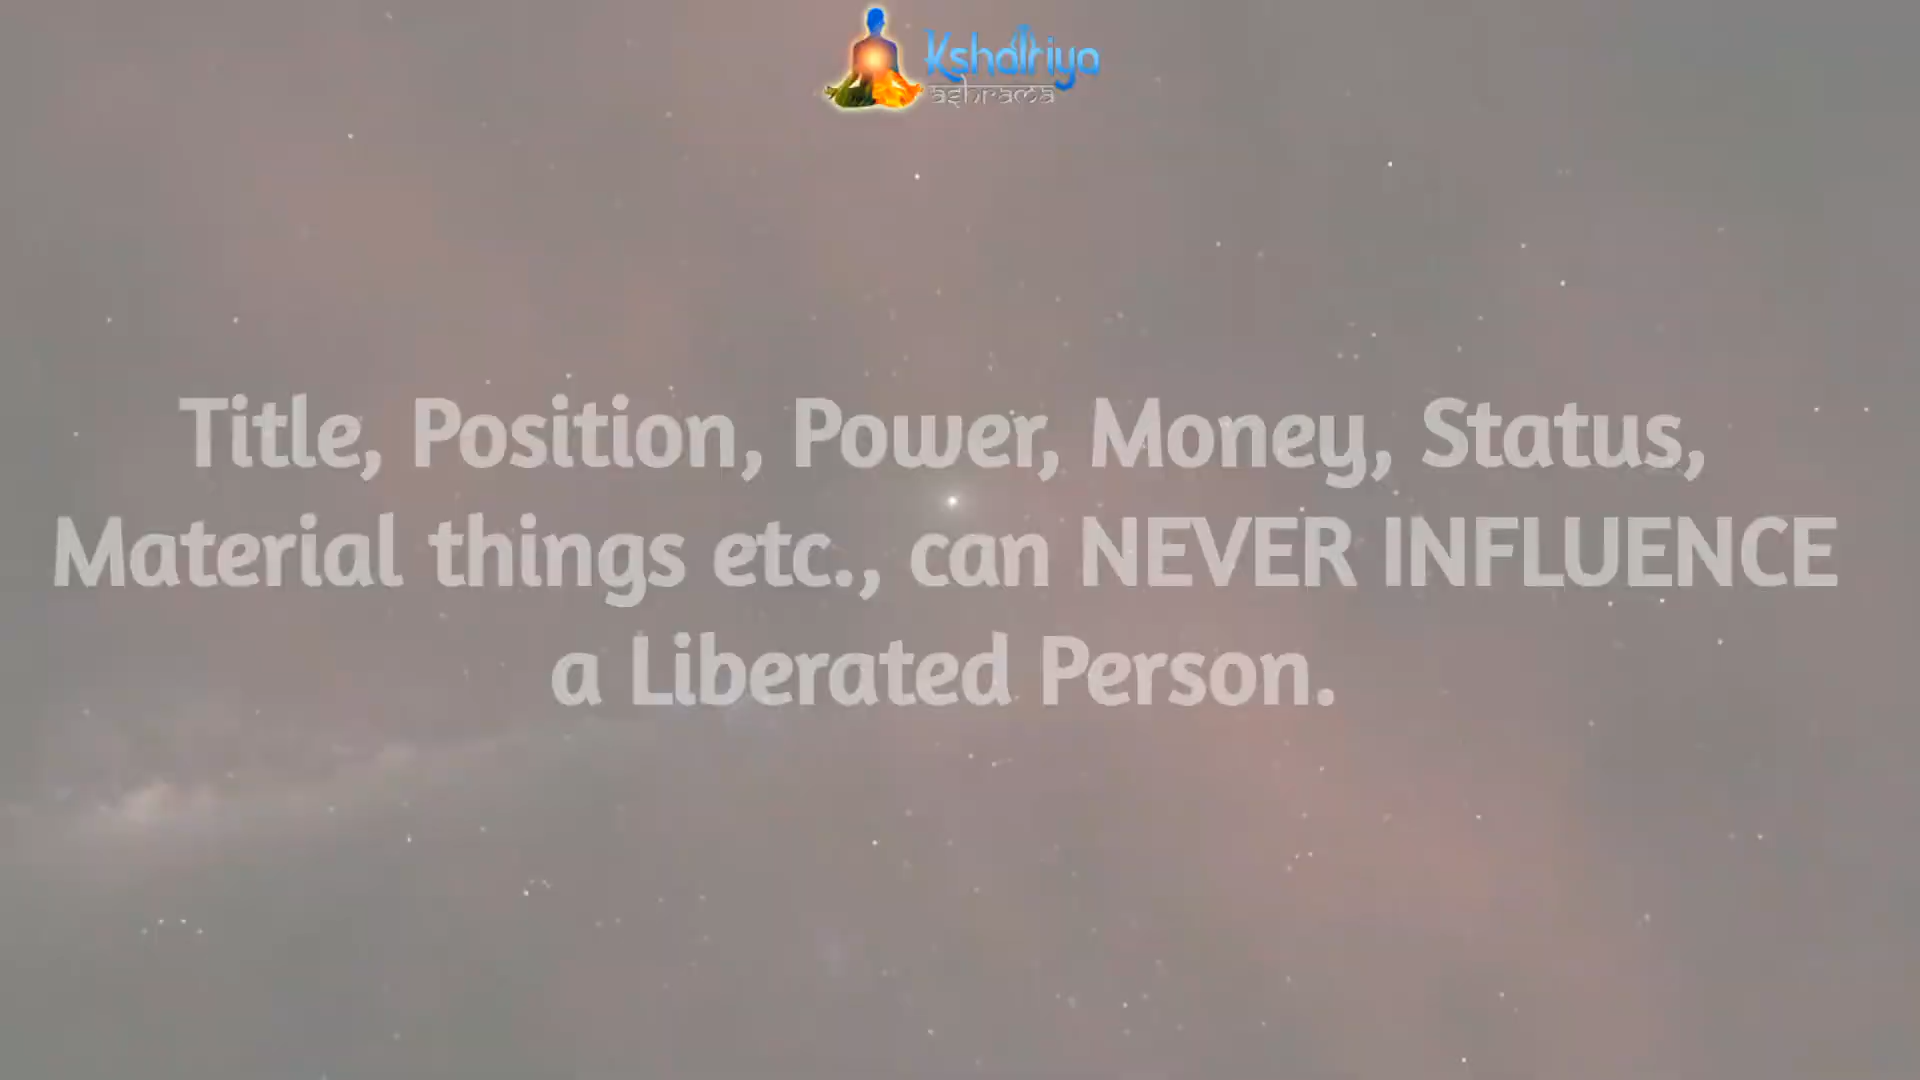 Kshatriya
ashrama
Title, Position, Power, Money, Status,
Material things etc., can NEVER INFLUENCE
a Liberated Person.